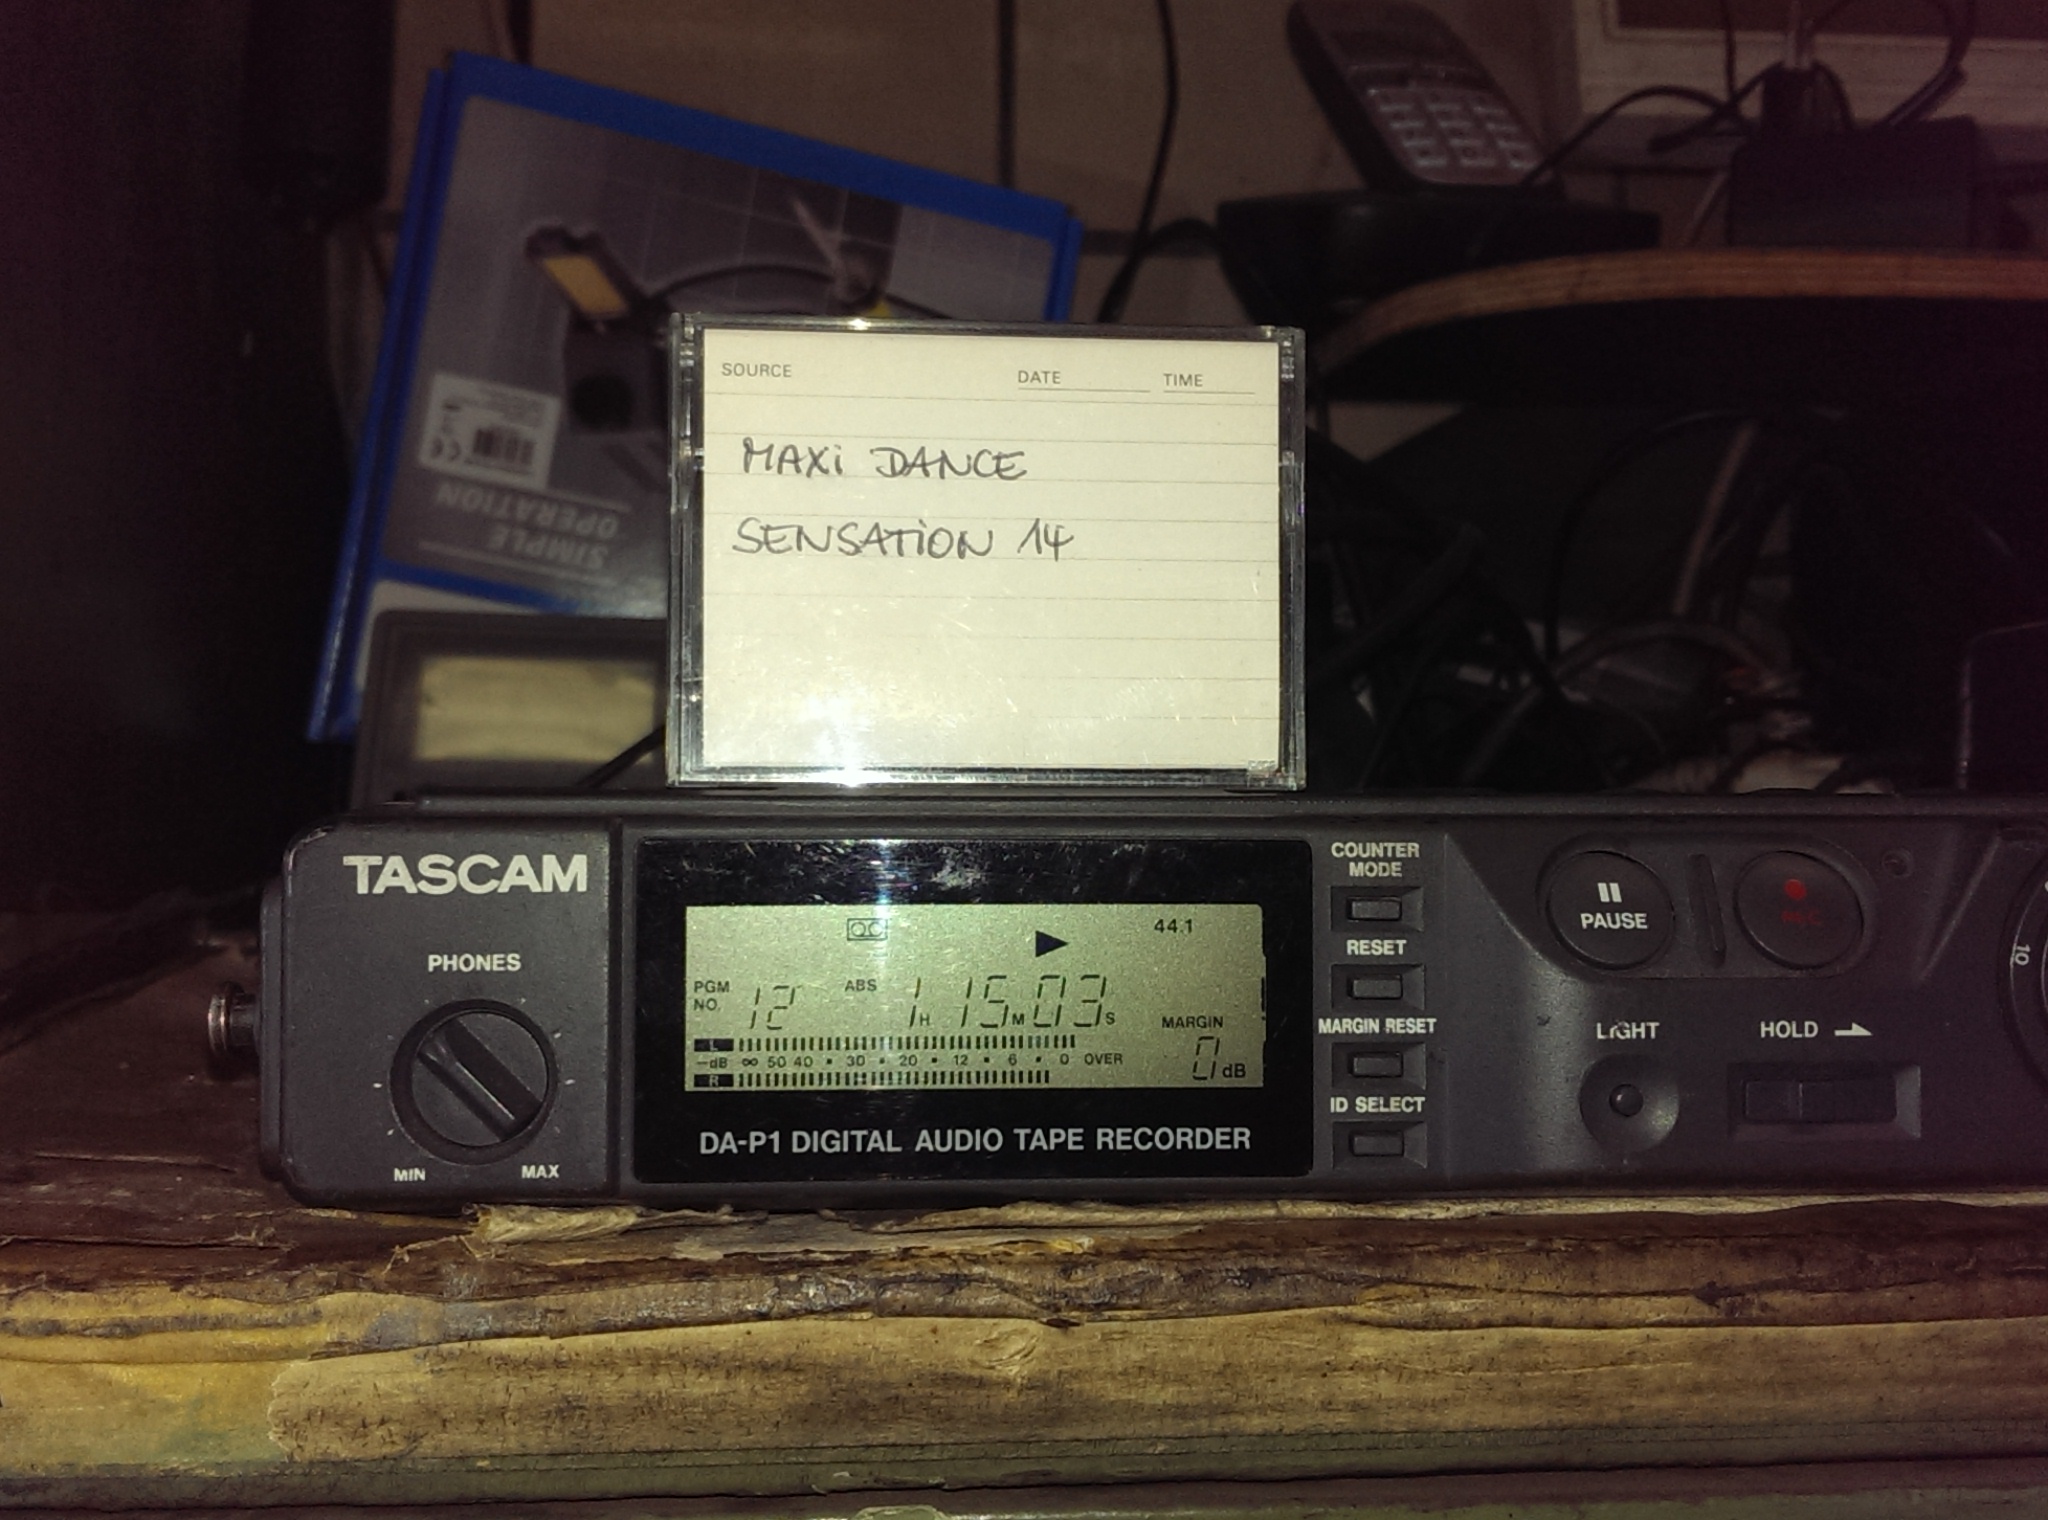 SIMPLE
OPERATION
SOURCE DATE TIME
MAXi DANCE
SENSATiON 14
TASCAM
PHONES
MIN MAX
44.1
PGM NO. 12 ABS 1H 15M 03S
MARGIN
0dB
L
-dB ∞ 50 40 • 30 • 20 • 12 • 6 • 0 OVER
R
DA-P1 DIGITAL AUDIO TAPE RECORDER
COUNTER
MODE
RESET
MARGIN RESET
ID SELECT
PAUSE
REC
LIGHT
HOLD
10